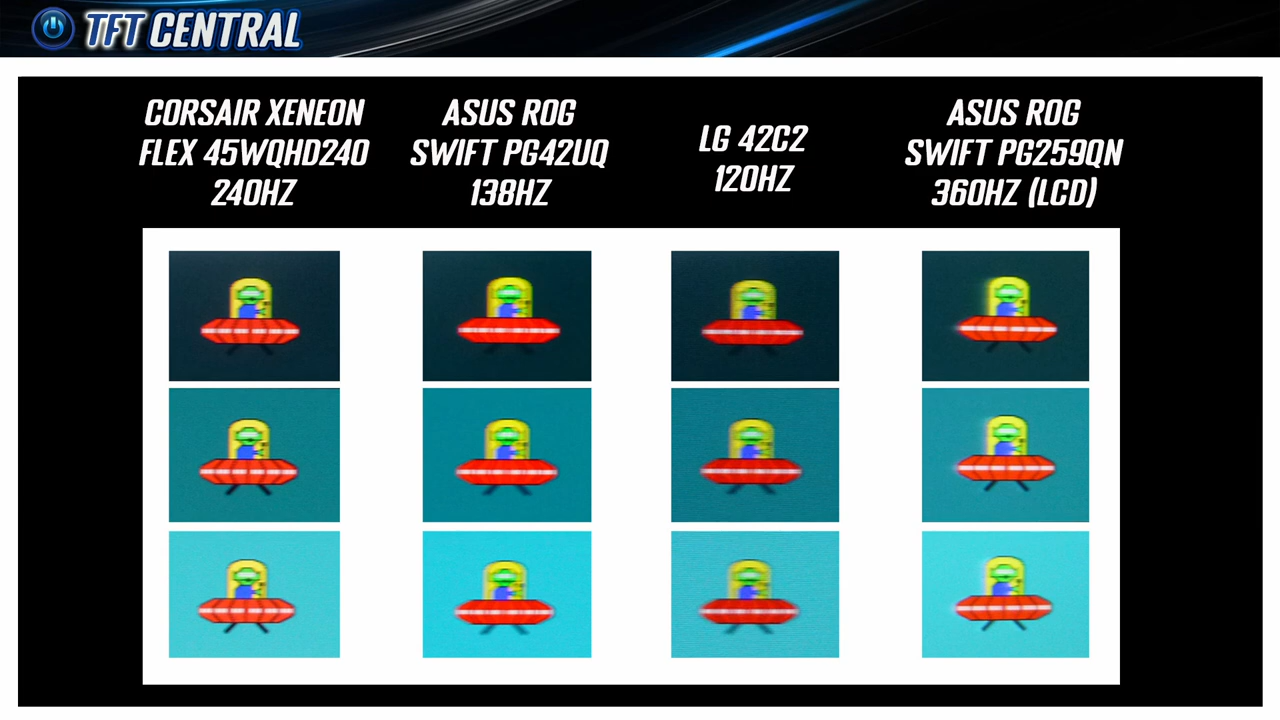 TFT CENTRAL
CORSAIR XENEON
FLEX 45WQHD240
240HZ
ASUS ROG
SWIFT PG42UQ
138HZ
LG 42C2
120HZ
ASUS ROG
SWIFT PG259QN
360HZ (LCD)